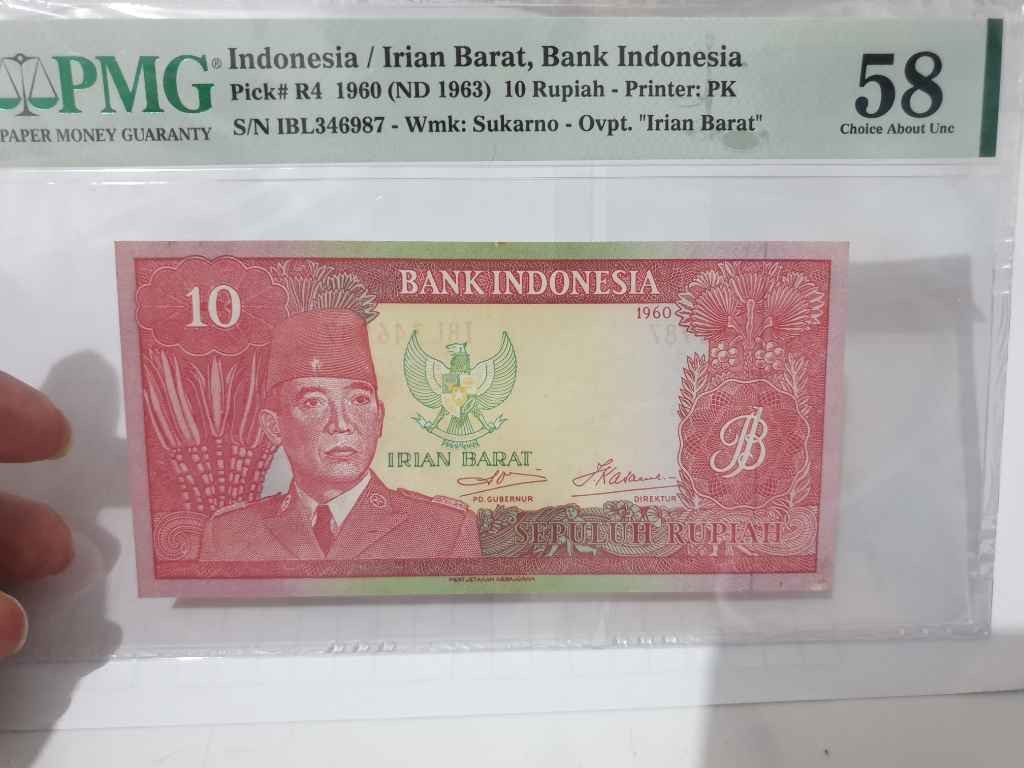 PMG®
PAPER MONEY GUARANTY
Indonesia / Irian Barat, Bank Indonesia
Pick# R4 1960 (ND 1963) 10 Rupiah - Printer: PK
S/N IBL346987 - Wmk: Sukarno - Ovpt. "Irian Barat"
58
Choice About Unc
BANK INDONESIA
10
1960
IRIAN BARAT
PD. GUBERNUR
DIREKTUR
SEPULUH RUPIAH
PERTJETAKAN KEBAJORAN